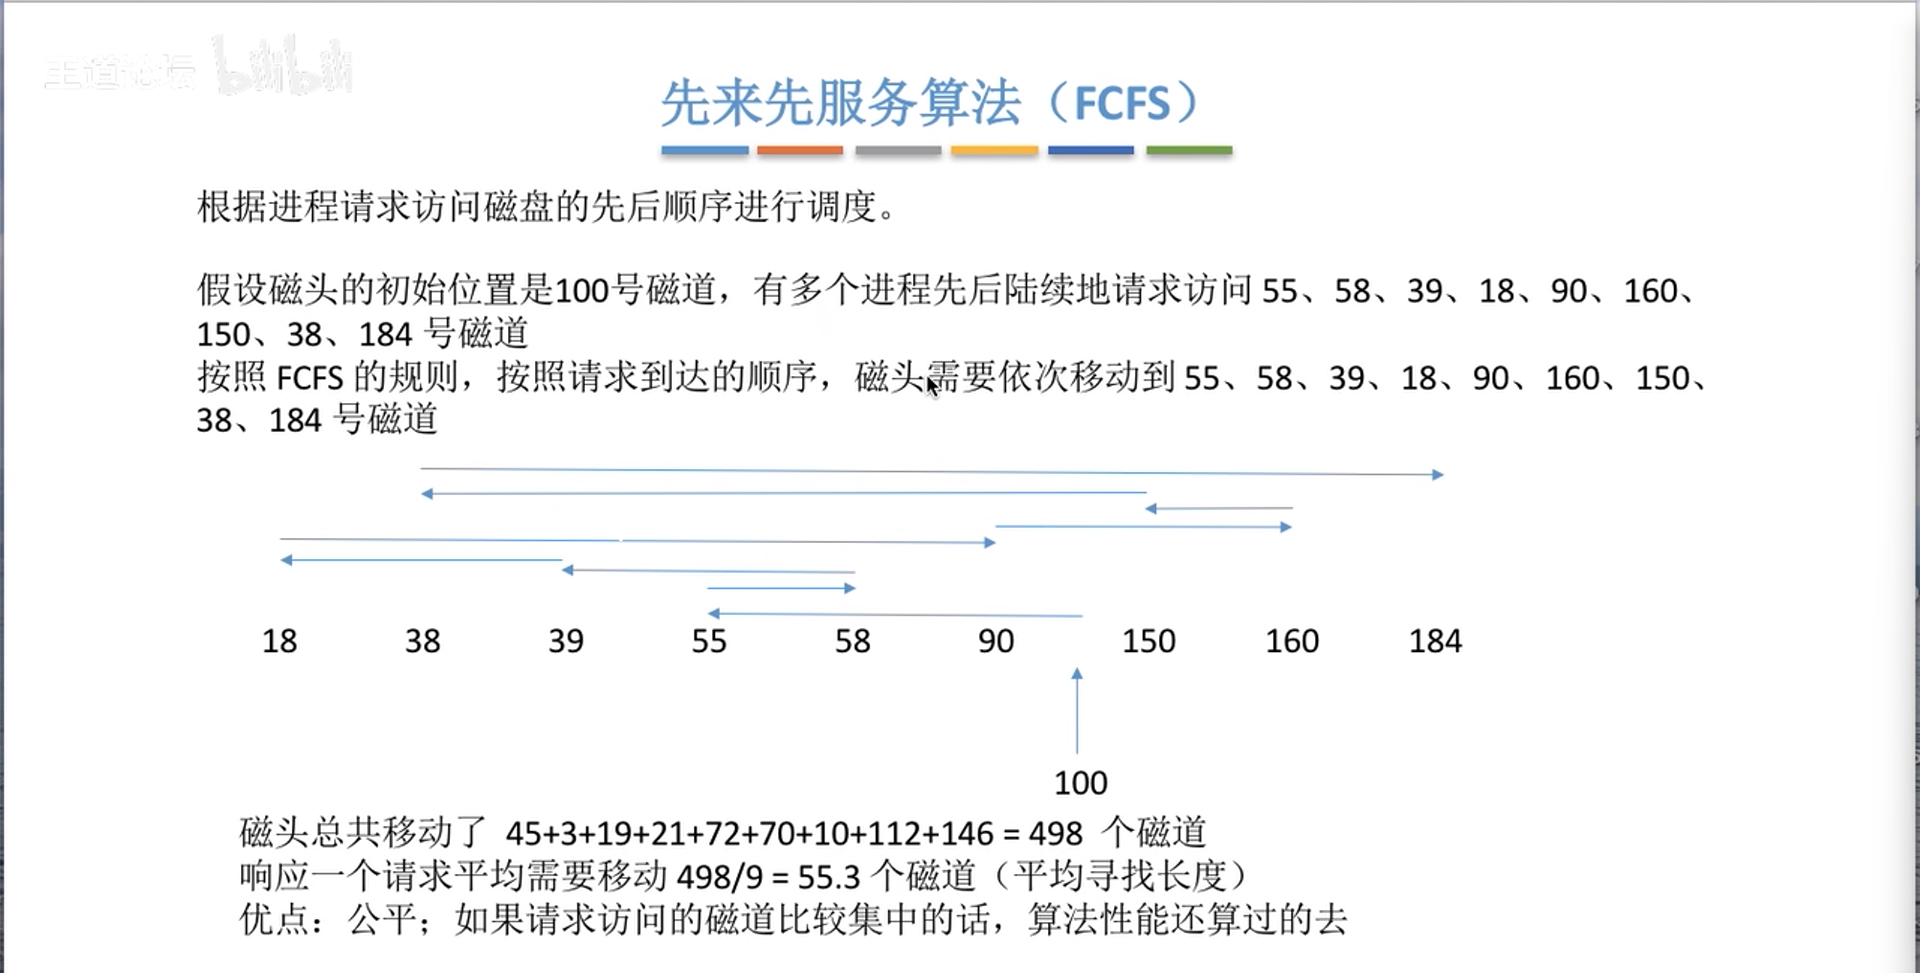 王道论坛 bilibili
先来先服务算法（FCFS）
根据进程请求访问磁盘的先后顺序进行调度。
假设磁头的初始位置是100号磁道，有多个进程先后陆续地请求访问 55、58、39、18、90、160、
150、38、184 号磁道
按照 FCFS 的规则，按照请求到达的顺序，磁头需要依次移动到 55、58、39、18、90、160、150、
38、184 号磁道
18 38 39 55 58 90 150 160 184
100
磁头总共移动了 45+3+19+21+72+70+10+112+146 = 498 个磁道
响应一个请求平均需要移动 498/9 = 55.3 个磁道（平均寻找长度）
优点：公平；如果请求访问的磁道比较集中的话，算法性能还算过的去